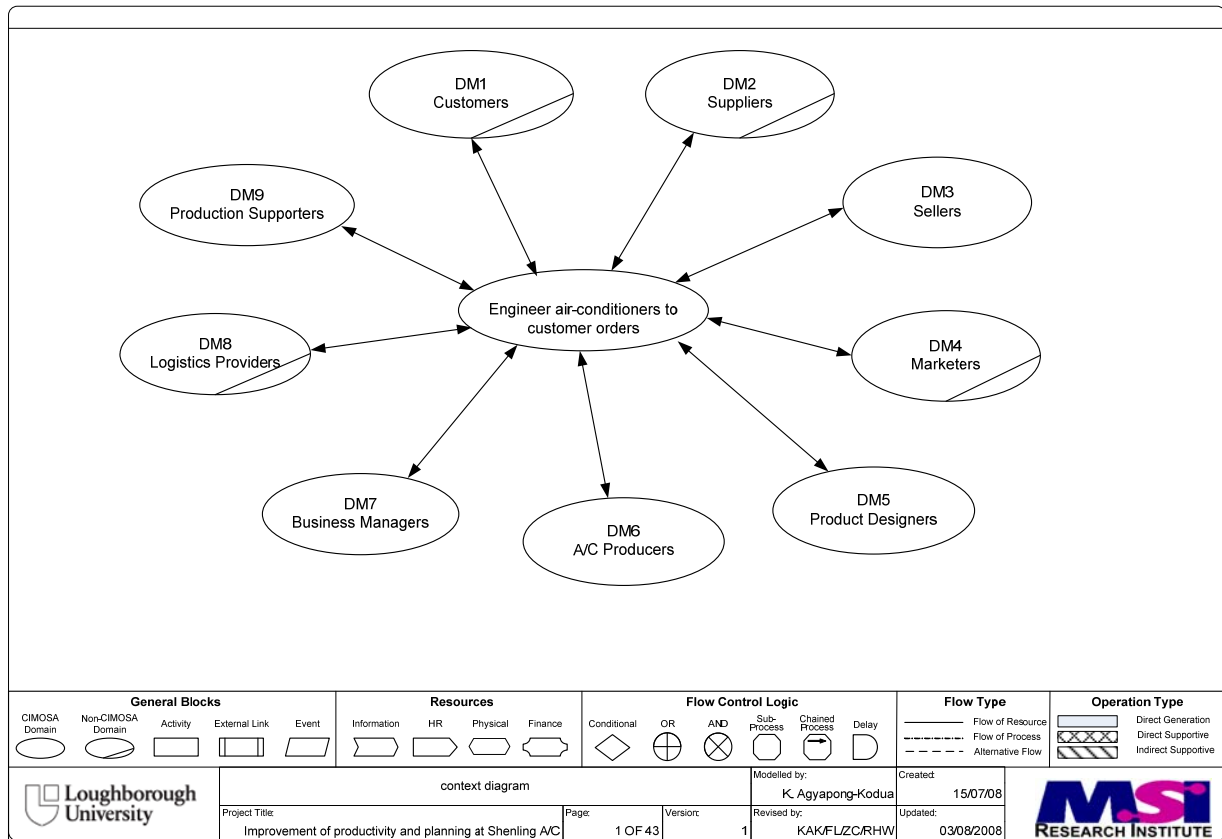 DM1
Customers
DM2
Suppliers
DM9
Production Supporters
DM3
Sellers
Engineer air-conditioners to
customer orders
DM8
Logistics Providers
DM4
Marketers
DM7
Business Managers
DM6
A/C Producers
DM5
Product Designers
General Blocks
CIMOSA
Domain
Non-CIMOSA
Domain
Activity
External Link
Event
Resources
Information
HR
Physical
Finance
Flow Control Logic
Conditional
OR
AND
Sub-
Process
Chained
Process
Delay
Flow Type
Flow of Resource
Flow of Process
Alternative Flow
Operation Type
Direct Generation
Direct Supportive
Indirect Supportive
Loughborough
University
context diagram
Modelled by:
K. Agyapong-Kodua
Created:
15/07/08
Project Title:
Improvement of productivity and planning at Shenling A/C
Page:
1 OF 43
Version:
1
Revised by:
KAK/FL/ZC/RHW
Updated:
03/08/2008
MSi
RESEARCH INSTITUTE